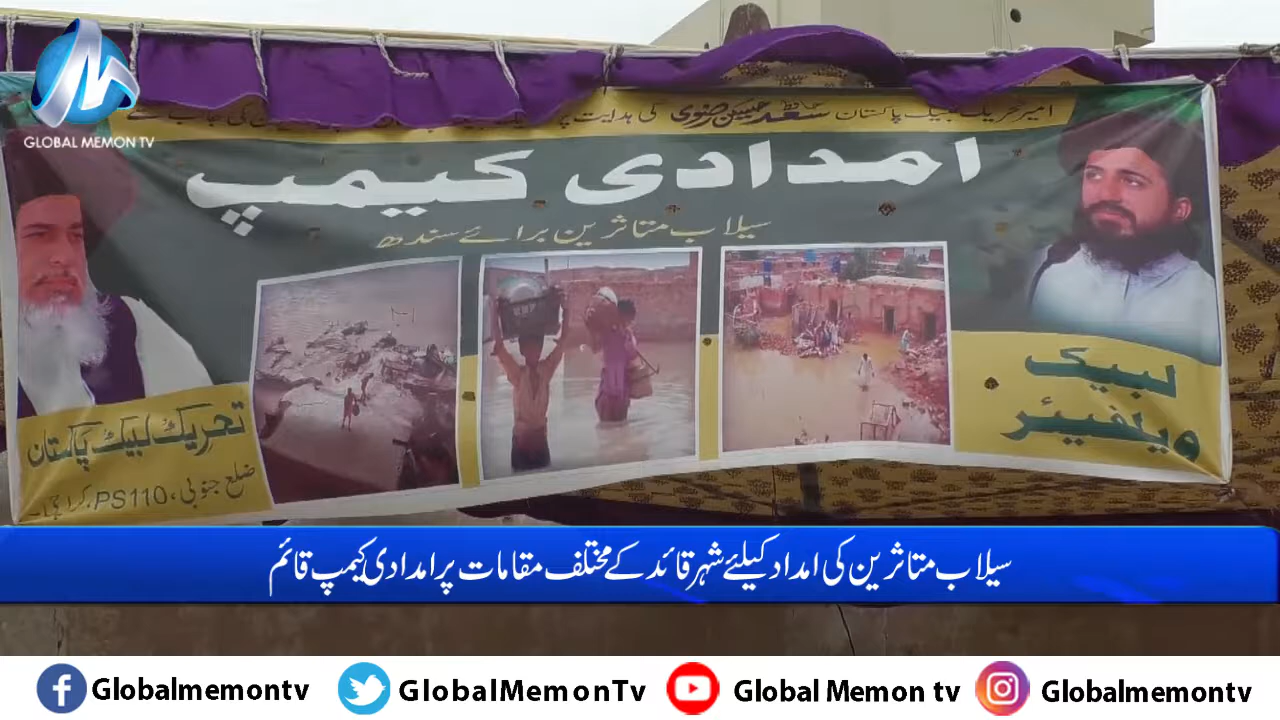 GLOBAL MEMON TV
امیر تحریک لبیک پاکستان حافظ سعد حسین رضوی کی ہدایت پر
امدادی کیمپ
سیلاب متاثرین برائے سندھ
لبیک
ویلفیئر
تحریک لبیک پاکستان
ضلع جنوبی، PS110، کراچی۔
سیلاب متاثرین کی امداد کیلئے شہر قائد کے مختلف مقامات پر امدادی کیمپ قائم
Globalmemontv
GlobalMemonTv
Global Memon tv
Globalmemontv